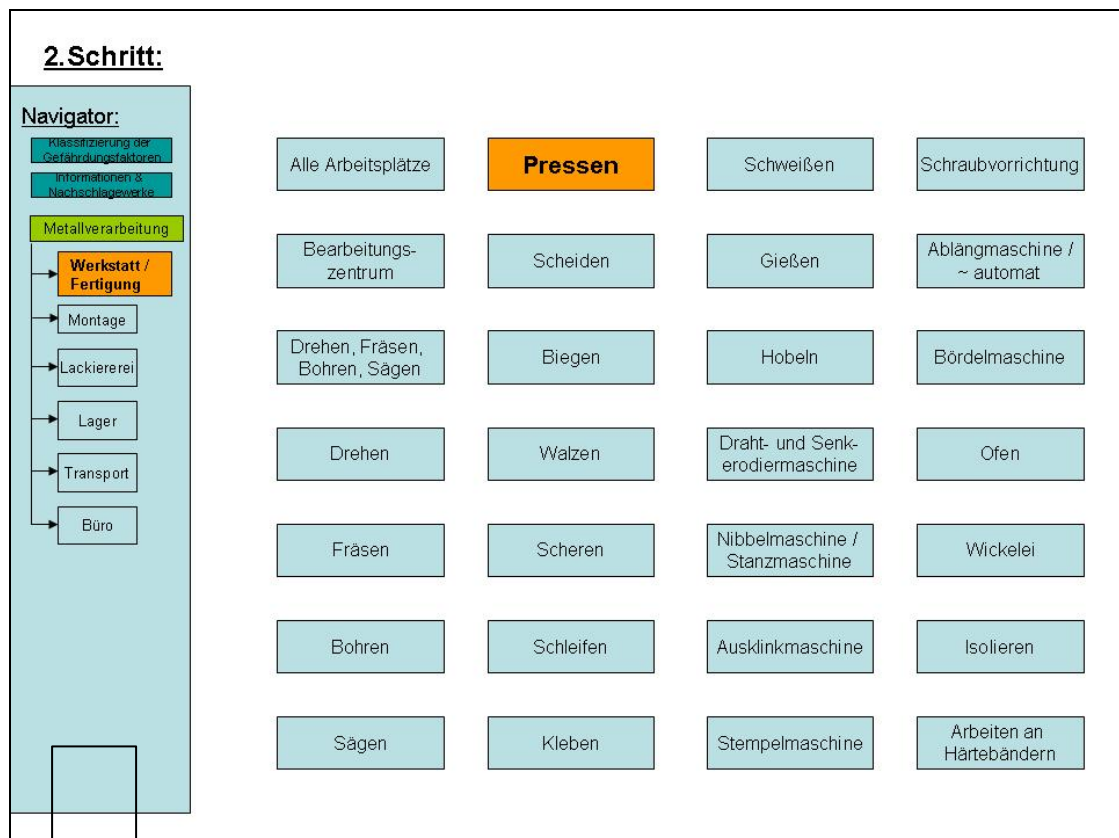 2.Schritt:
Navigator:
Klassifizierung der
Gefährdungsfaktoren
Informationen &
Nachschlagewerke
Metallverarbeitung
Werkstatt /
Fertigung
Montage
Lackiererei
Lager
Transport
Büro
Alle Arbeitsplätze
Pressen
Schweißen
Schraubvorrichtung
Bearbeitungs-
zentrum
Scheiden
Gießen
Ablängmaschine /
~ automat
Drehen, Fräsen,
Bohren, Sägen
Biegen
Hobeln
Bördelmaschine
Drehen
Walzen
Draht- und Senk-
erodiermaschine
Ofen
Fräsen
Scheren
Nibbelmaschine /
Stanzmaschine
Wickelei
Bohren
Schleifen
Ausklinkmaschine
Isolieren
Sägen
Kleben
Stempelmaschine
Arbeiten an
Härtebändern